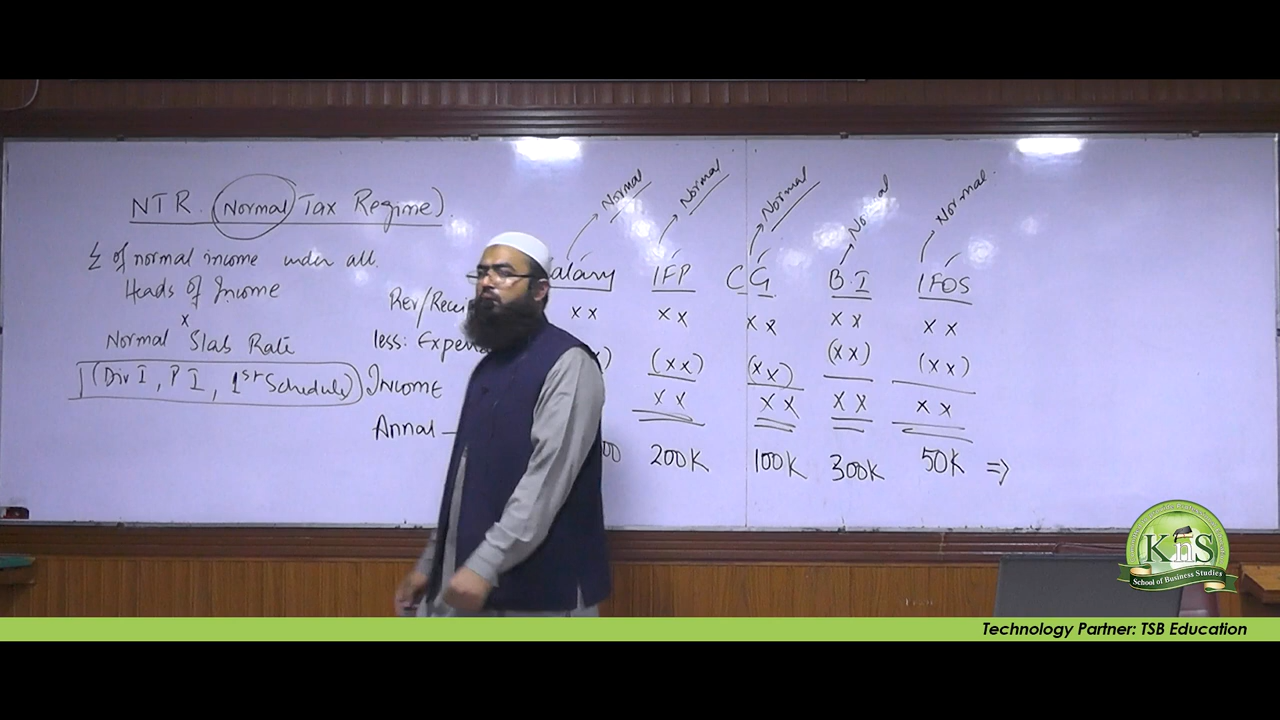 NTR (Normal Tax Regime).
Σ of normal income under all.
Heads of Income
x
Normal Slab Rate
(Div I, P I, 1st Schedule)
Normal Normal Normal Normal Normal.
alary IFP CG B.I IFOS
Rev/Recei xx xx xx xx xx
less: Expen x) (xx) (xx) (xx) (xx)
Income xx xx xx xx
Annal 00 200K 100K 300K 50K ⇒
KnS
School of Business Studies
Technology Partner: TSB Education